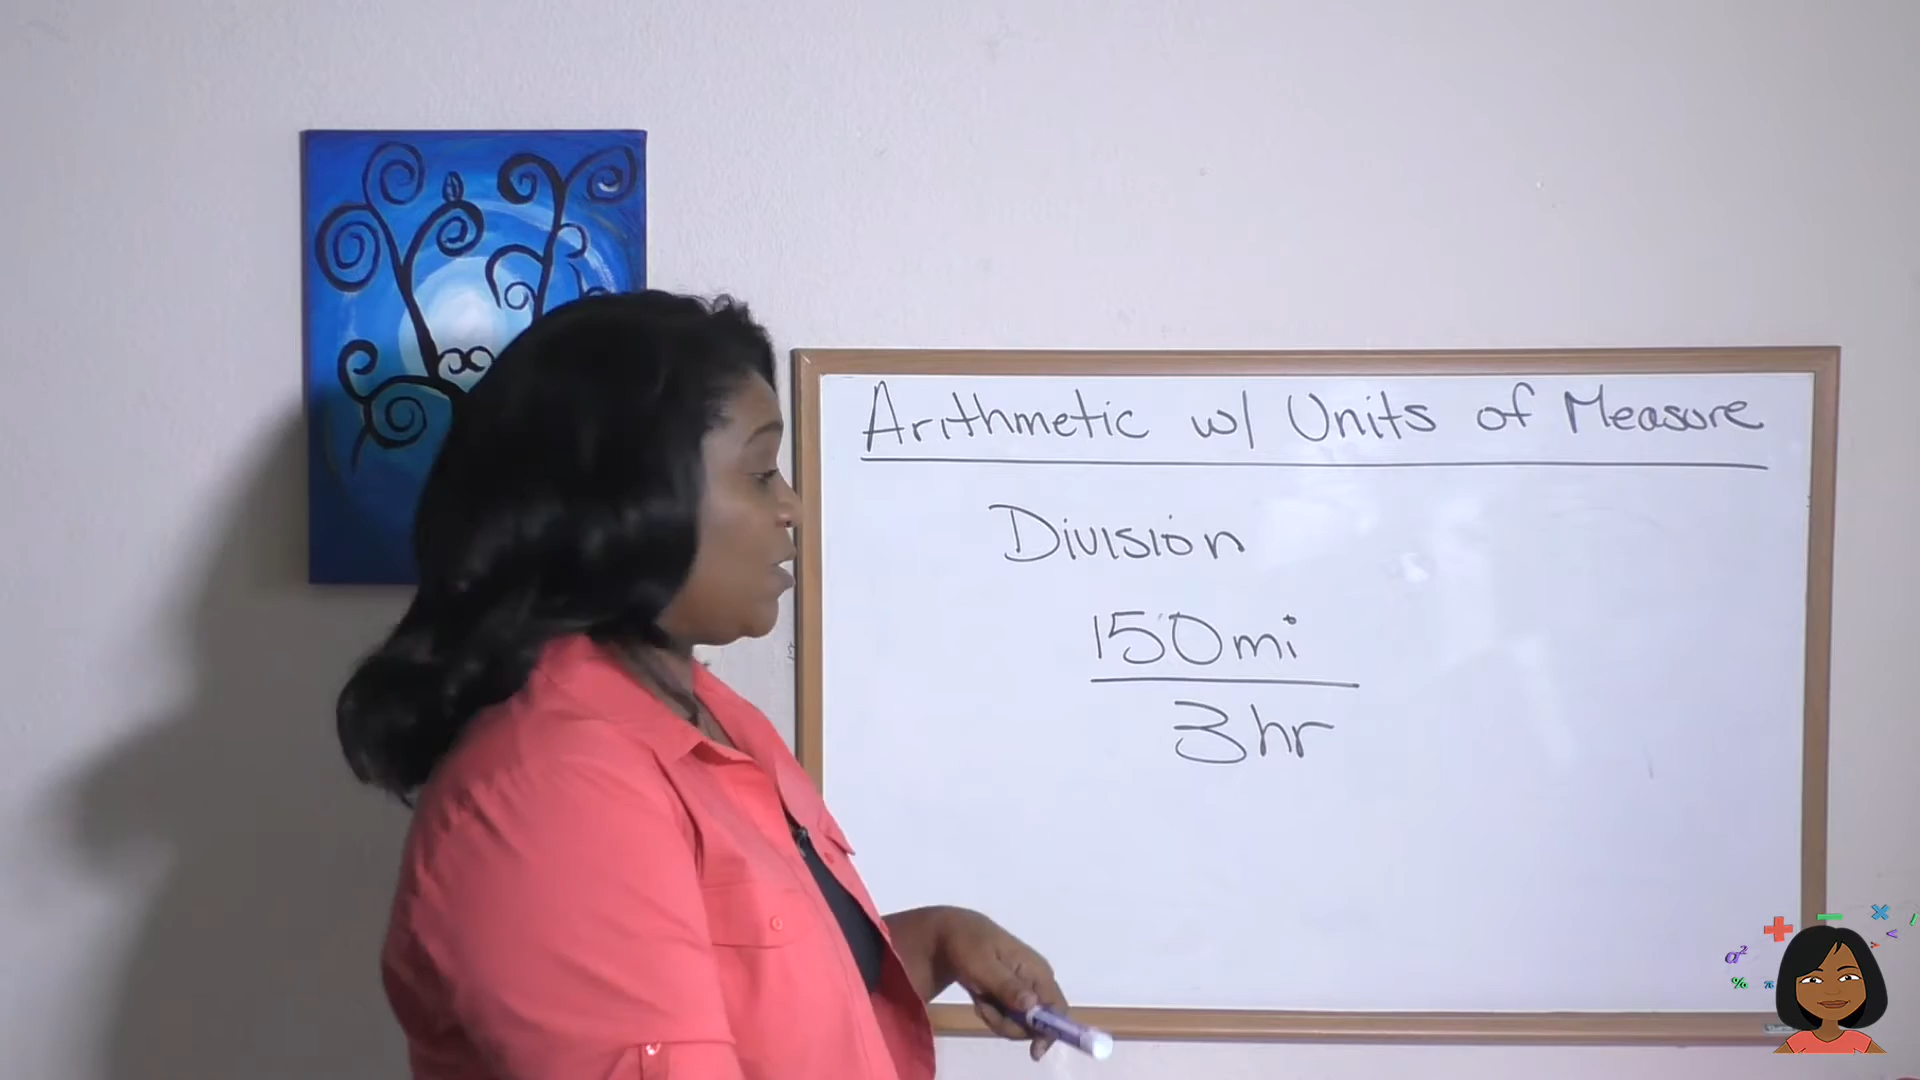 Arithmetic w/ Units of Measure
Division
150mi
3hr